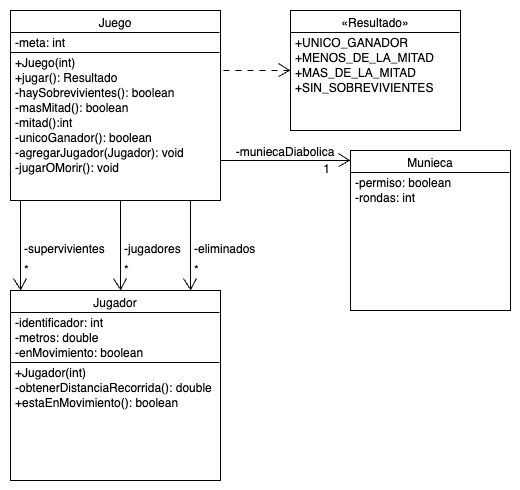 Juego
-meta: int
+Juego(int)
+jugar(): Resultado
-haySobrevivientes(): boolean
-masMitad(): boolean
-mitad():int
-unicoGanador(): boolean
-agregarJugador(Jugador): void
-jugarOMorir(): void
«Resultado»
+UNICO_GANADOR
+MENOS_DE_LA_MITAD
+MAS_DE_LA_MITAD
+SIN_SOBREVIVIENTES
-muniecaDiabolica
1
Munieca
-permiso: boolean
-rondas: int
-supervivientes
*
-jugadores
*
-eliminados
*
Jugador
-identificador: int
-metros: double
-enMovimiento: boolean
+Jugador(int)
-obtenerDistanciaRecorrida(): double
+estaEnMovimiento(): boolean